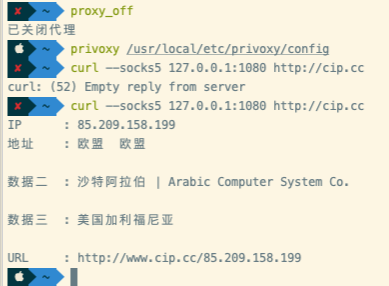 ✘ ~ proxy_off
已关闭代理
~ privoxy /usr/local/etc/privoxy/config
✘ ~ curl --socks5 127.0.0.1:1080 http://cip.cc
curl: (52) Empty reply from server
✘ ~ curl --socks5 127.0.0.1:1080 http://cip.cc
IP : 85.209.158.199
地址 : 欧盟 欧盟
数据二 : 沙特阿拉伯 | Arabic Computer System Co.
数据三 : 美国加利福尼亚
URL : http://www.cip.cc/85.209.158.199
~